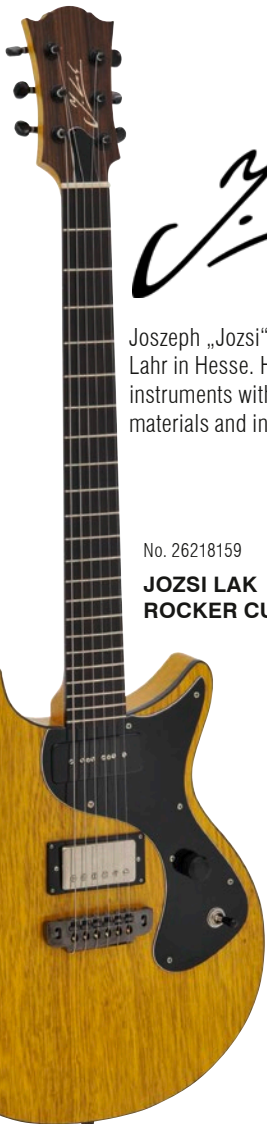 Joszeph „Jozsi“
Lahr in Hesse. H
instruments with
materials and in
No. 26218159
JOZSI LAK
ROCKER CU